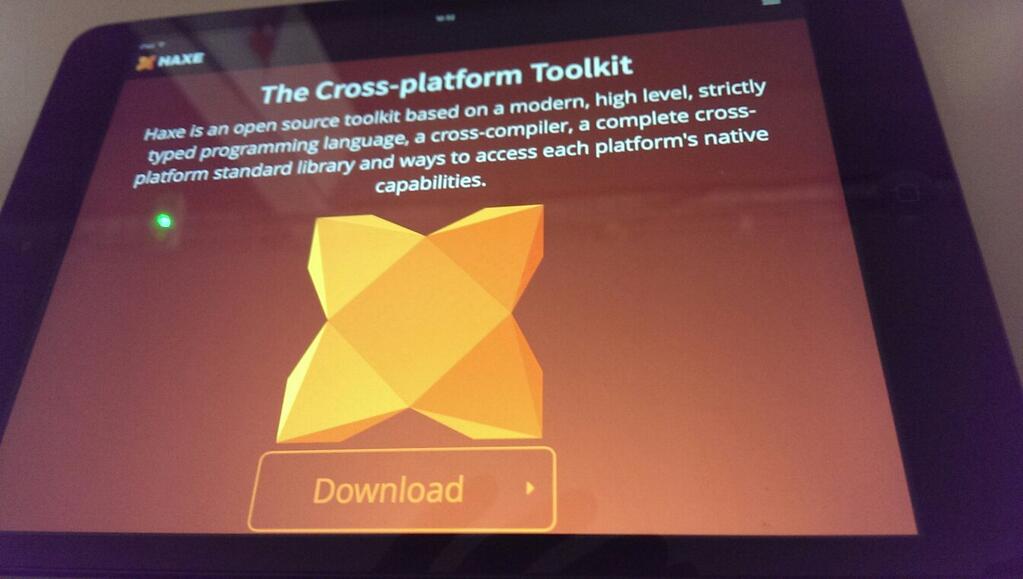 HAXE
The Cross-platform Toolkit
Haxe is an open source toolkit based on a modern, high level, strictly
typed programming language, a cross-compiler, a complete cross-
platform standard library and ways to access each platform's native
capabilities.
Download